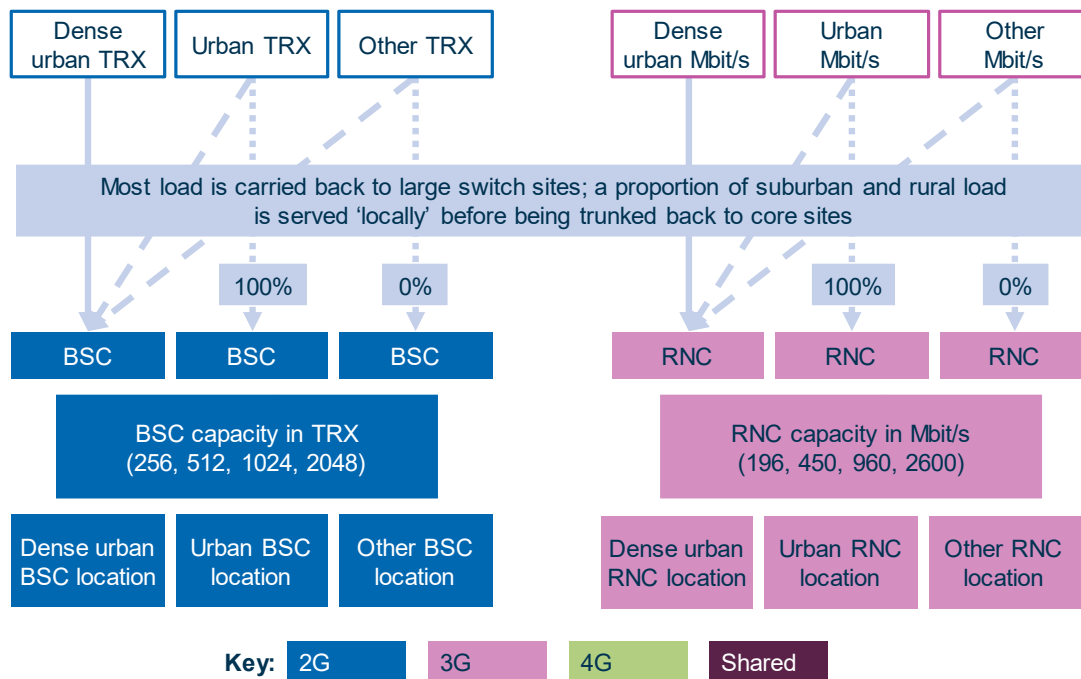 Dense
urban TRX
Urban TRX
Other TRX
Dense
urban Mbit/s
Urban
Mbit/s
Other
Mbit/s
Most load is carried back to large switch sites; a proportion of suburban and rural load
is served ‘locally’ before being trunked back to core sites
100%
0%
100%
0%
BSC
BSC
BSC
RNC
RNC
RNC
BSC capacity in TRX
(256, 512, 1024, 2048)
RNC capacity in Mbit/s
(196, 450, 960, 2600)
Dense urban
BSC location
Urban BSC
location
Other BSC
location
Dense urban
RNC location
Urban RNC
location
Other RNC
location
Key:
2G
3G
4G
Shared